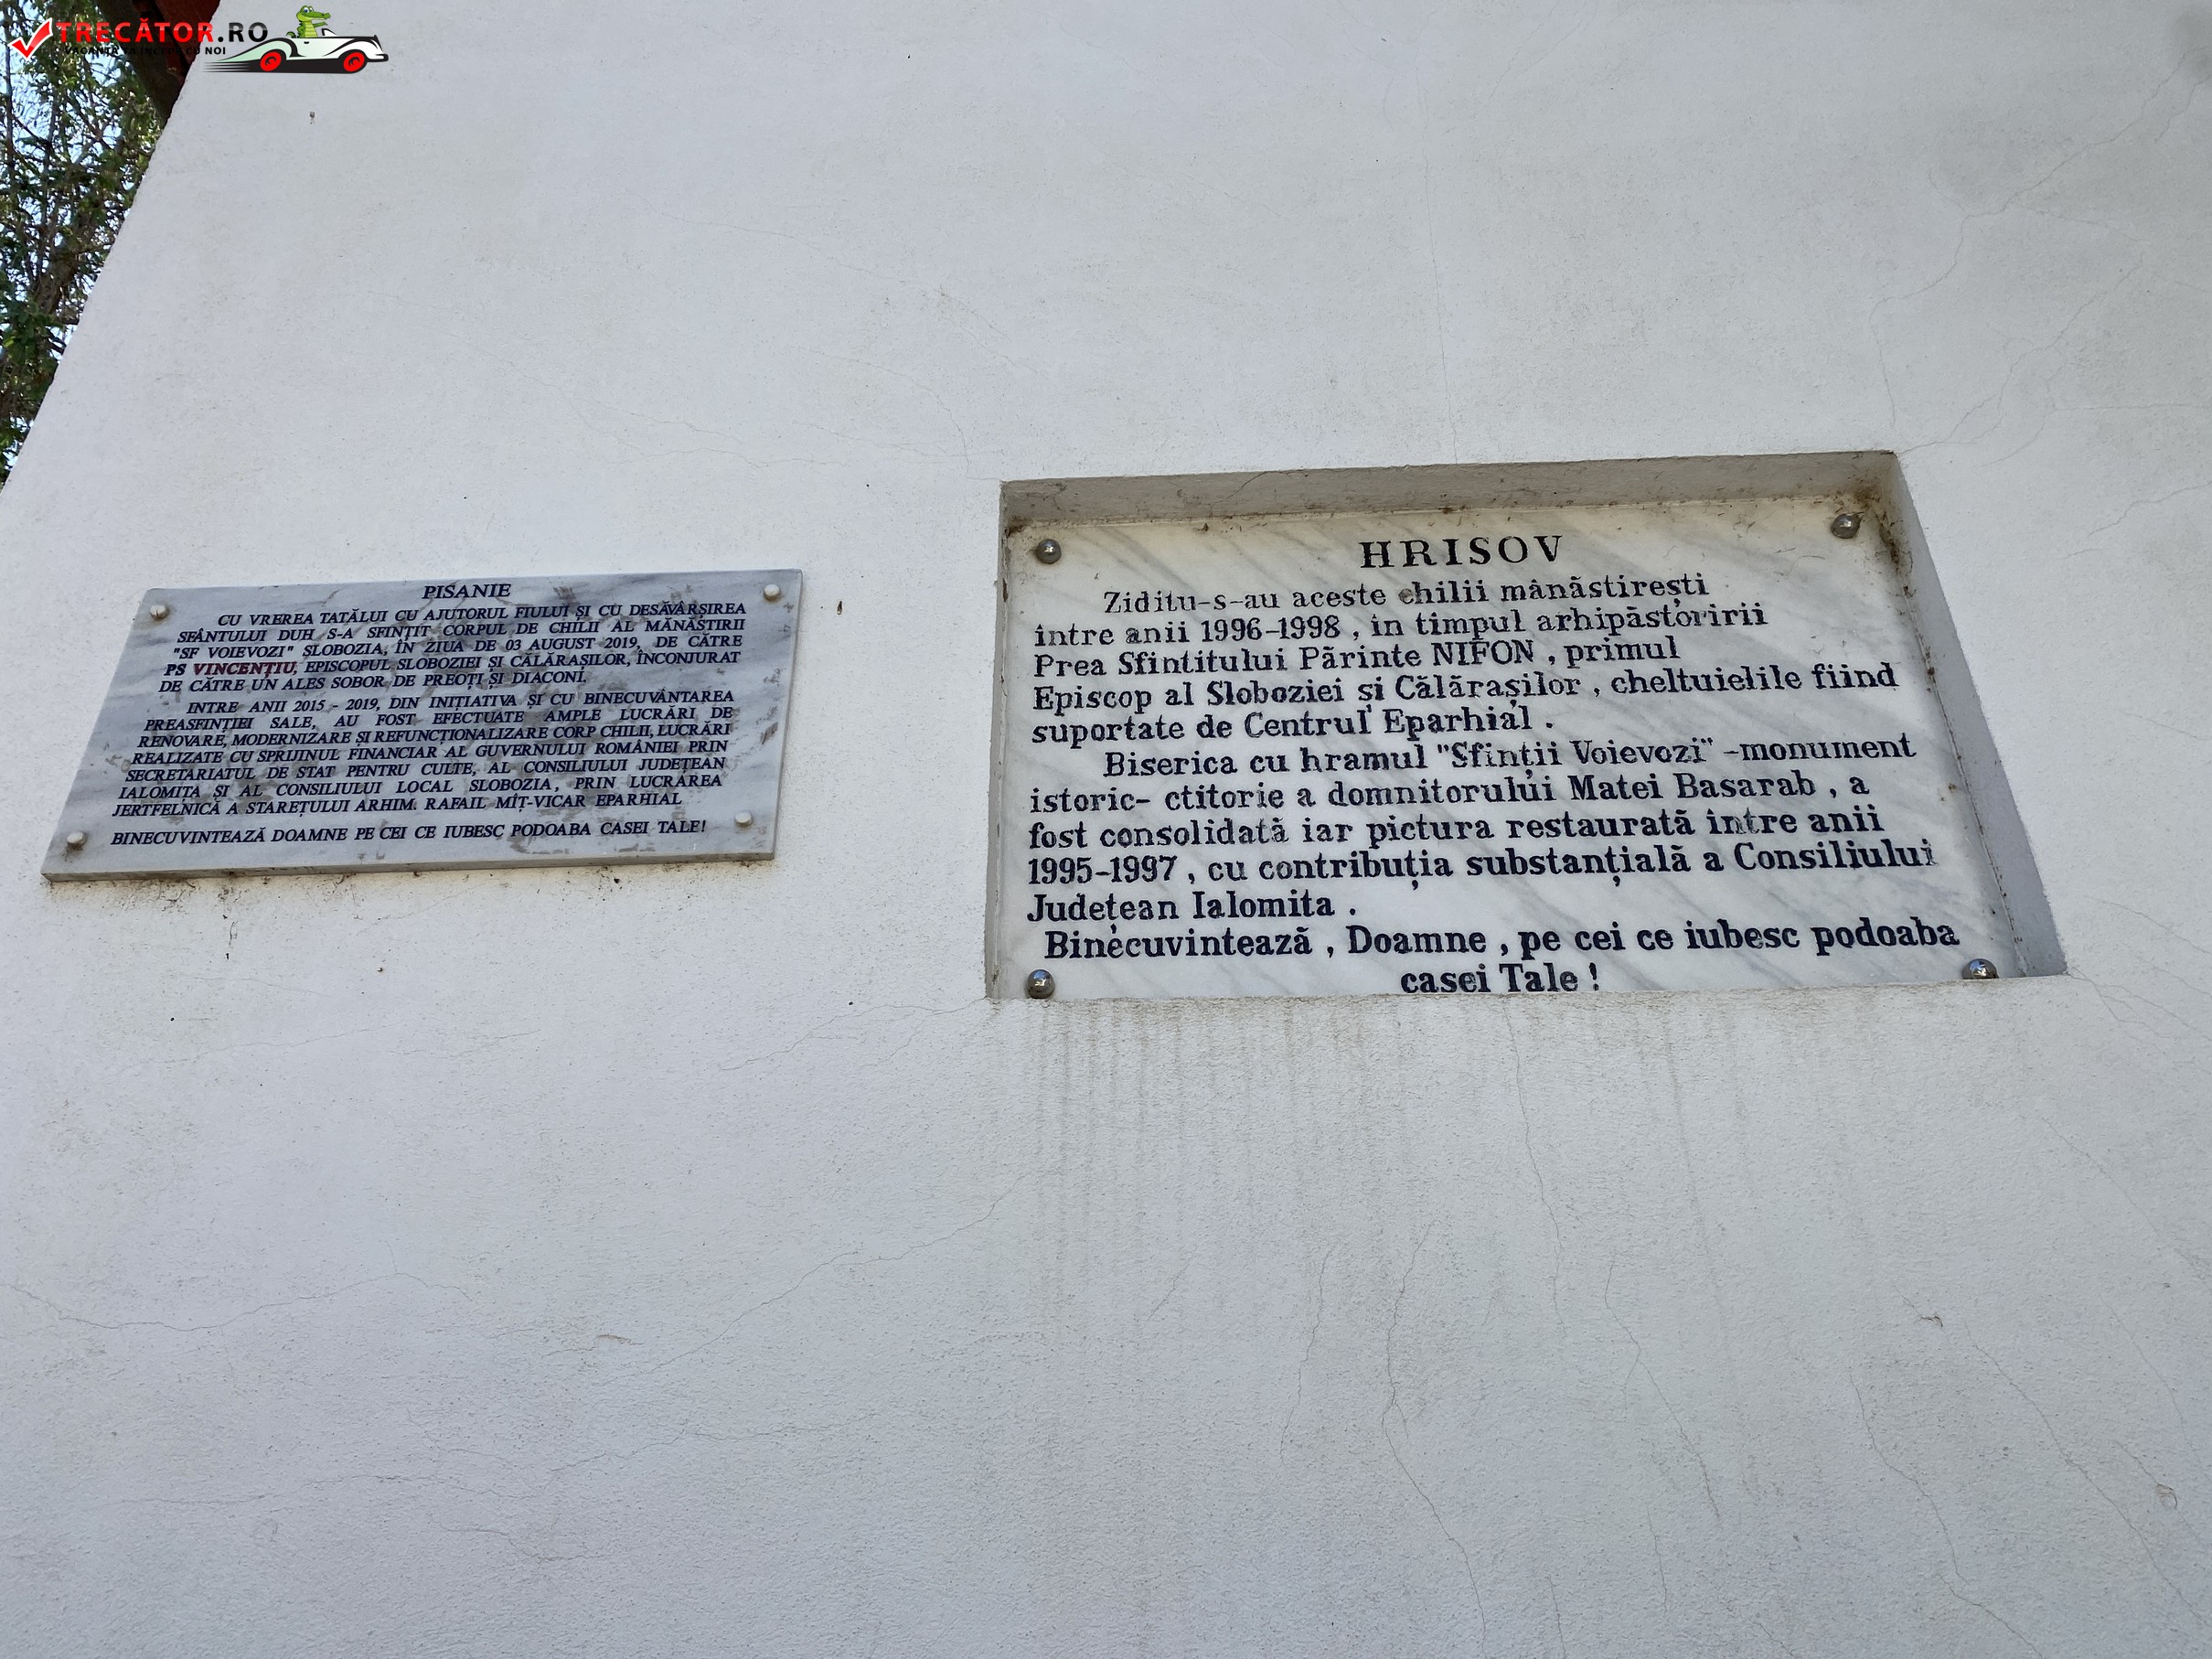 TRECĂTOR.RO
VACANȚA TA ÎNCEPE CU NOI
PISANIE
CU VREREA TATĂLUI CU AJUTORUL FIULUI ȘI CU DESĂVÂRȘIREA
SFÂNTULUI DUH S-A SFINȚIT CORPUL DE CHILII AL MĂNĂSTIRII
"SF VOIEVOZI" SLOBOZIA, ÎN ZIUA DE 03 AUGUST 2019, DE CĂTRE
PS VINCENȚIU, EPISCOPUL SLOBOZIEI ȘI CĂLĂRAȘILOR, ÎNCONJURAT
DE CĂTRE UN ALES SOBOR DE PREOȚI ȘI DIACONI.
INTRE ANII 2015 - 2019, DIN INIȚIATIVA ȘI CU BINECUVÂNTAREA
PREASFINȚIEI SALE, AU FOST EFECTUATE AMPLE LUCRĂRI DE
RENOVARE, MODERNIZARE ȘI REFUNCȚIONALIZARE CORP CHILII, LUCRĂRI
REALIZATE CU SPRIJINUL FINANCIAR AL GUVERNULUI ROMÂNIEI PRIN
SECRETARIATUL DE STAT PENTRU CULTE, AL CONSILIULUI JUDEȚEAN
IALOMIȚA ȘI AL CONSILIULUI LOCAL SLOBOZIA, PRIN LUCRAREA
JERTFELNICĂ A STAREȚULUI ARHIM. RAFAIL MÎȚ-VICAR EPARHIAL
BINECUVINTEAZĂ DOAMNE PE CEI CE IUBESC PODOABA CASEI TALE!
HRISOV
Ziditu-s-au aceste chilii mânăstirești
între anii 1996-1998 , in timpul arhipăstoririi
Prea Sfintitului Părinte NIFON , primul
Episcop al Sloboziei și Călărașilor , cheltuielile fiind
suportate de Centrul Eparhial .
Biserica cu hramul "Sfinții Voievozi" -monument
istoric- ctitorie a domnitorului Matei Basarab , a
fost consolidată iar pictura restaurată între anii
1995-1997 , cu contribuția substanțială a Consiliului
Județean Ialomita .
Binecuvintează , Doamne , pe cei ce iubesc podoaba
casei Tale !